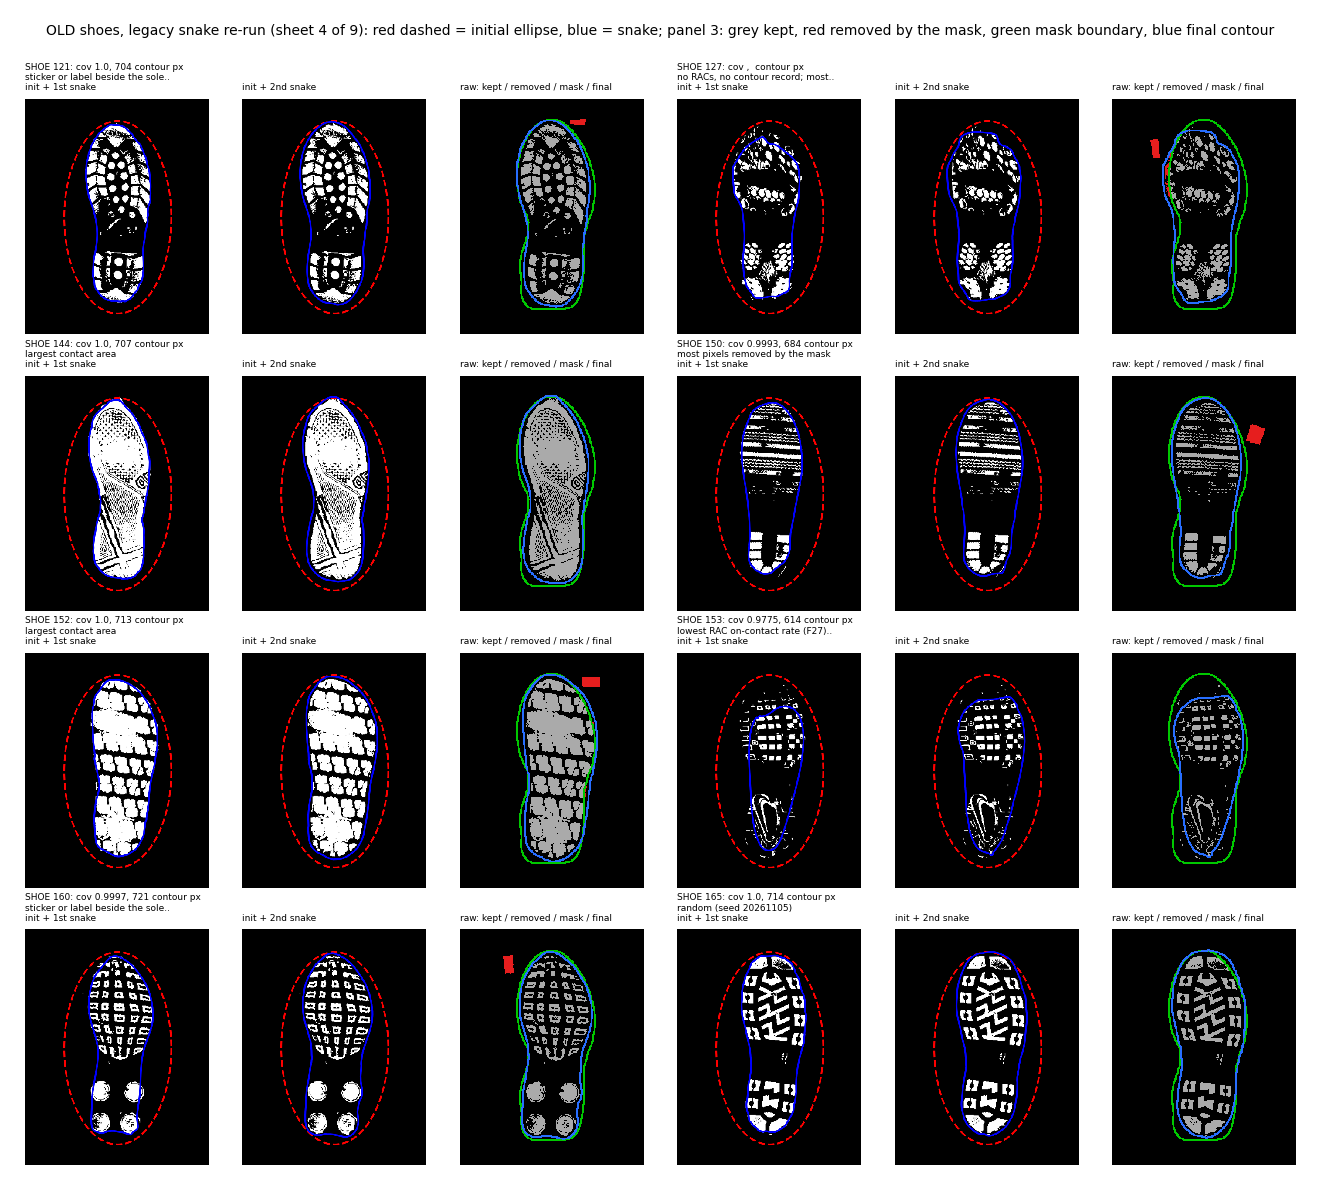 OLD shoes, legacy snake re-run (sheet 4 of 9): red dashed = initial ellipse, blue = snake; panel 3: grey kept, red removed by the mask, green mask boundary, blue final contour
SHOE 121: cov 1.0, 704 contour px
sticker or label beside the sole..
init + 1st snake
init + 2nd snake
raw: kept / removed / mask / final
SHOE 127: cov ,  contour px
no RACs, no contour record; most..
init + 1st snake
init + 2nd snake
raw: kept / removed / mask / final
SHOE 144: cov 1.0, 707 contour px
largest contact area
init + 1st snake
init + 2nd snake
raw: kept / removed / mask / final
SHOE 150: cov 0.9993, 684 contour px
most pixels removed by the mask
init + 1st snake
init + 2nd snake
raw: kept / removed / mask / final
SHOE 152: cov 1.0, 713 contour px
largest contact area
init + 1st snake
init + 2nd snake
raw: kept / removed / mask / final
SHOE 153: cov 0.9775, 614 contour px
lowest RAC on-contact rate (F27)..
init + 1st snake
init + 2nd snake
raw: kept / removed / mask / final
SHOE 160: cov 0.9997, 721 contour px
sticker or label beside the sole..
init + 1st snake
init + 2nd snake
raw: kept / removed / mask / final
SHOE 165: cov 1.0, 714 contour px
random (seed 20261105)
init + 1st snake
init + 2nd snake
raw: kept / removed / mask / final